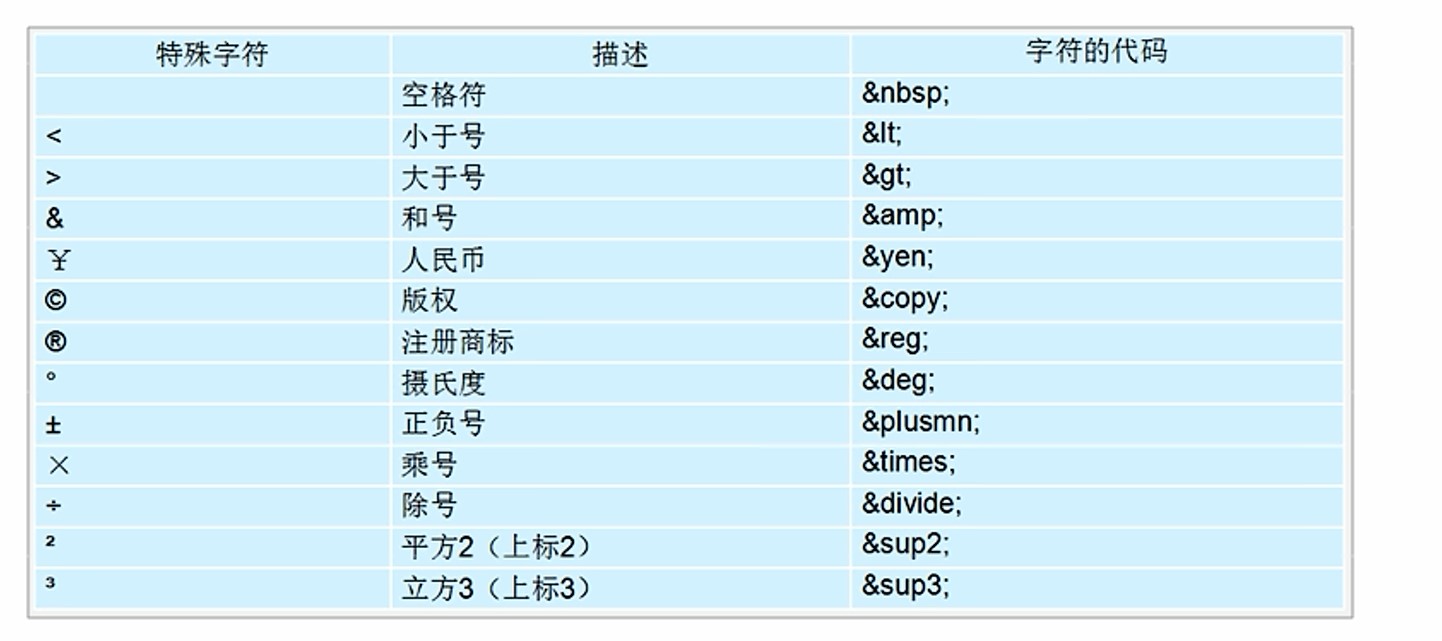 特殊字符 描述 字符的代码
空格符 &nbsp;
< 小于号 &lt;
> 大于号 &gt;
& 和号 &amp;
¥ 人民币 &yen;
© 版权 &copy;
® 注册商标 &reg;
° 摄氏度 &deg;
± 正负号 &plusmn;
× 乘号 &times;
÷ 除号 &divide;
² 平方2（上标2） &sup2;
³ 立方3（上标3） &sup3;